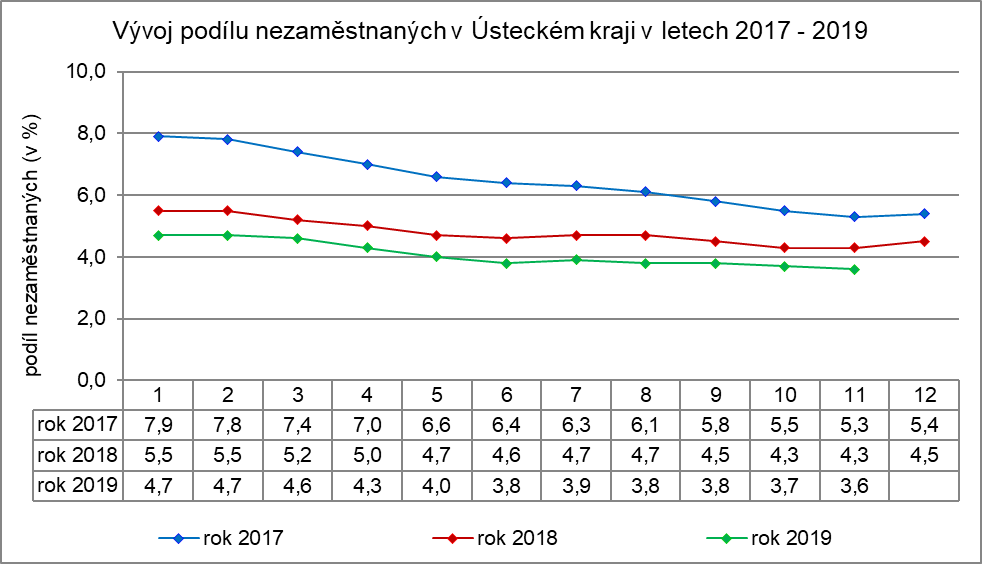 Vývoj podílu nezaměstnaných v Ústeckém kraji v letech 2017 - 2019
podíl nezaměstnaných (v %)
10,0
8,0
6,0
4,0
2,0
0,0
1 2 3 4 5 6 7 8 9 10 11 12
rok 2017 7,9 7,8 7,4 7,0 6,6 6,4 6,3 6,1 5,8 5,5 5,3 5,4
rok 2018 5,5 5,5 5,2 5,0 4,7 4,6 4,7 4,7 4,5 4,3 4,3 4,5
rok 2019 4,7 4,7 4,6 4,3 4,0 3,8 3,9 3,8 3,8 3,7 3,6
rok 2017 rok 2018 rok 2019